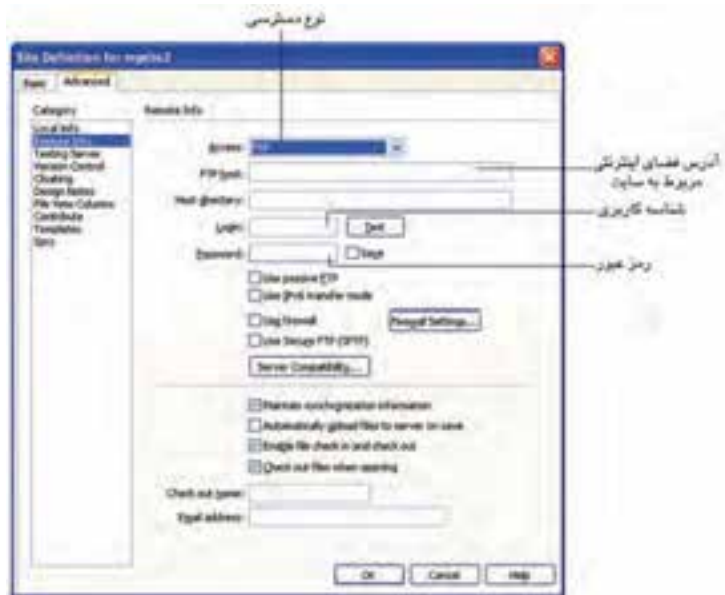 نوع دسترسی
Site Definition for
Basic Advanced
Category
Local Info
Remote Info
Testing Server
Version Control
Cloaking
Design Notes
File View Columns
Contribute
Templates
Spry
Remote Info
Access: FTP
FTP host:
Host directory:
Login: Test
Password: Save
Use passive FTP
Use IPv6 transfer mode
Use firewall Firewall Settings...
Use Secure FTP (SFTP)
Server Compatibility...
Maintain synchronization information
Automatically upload files to server on save
Enable file check in and check out
Check out files when opening
Check out name:
Email address:
OK Cancel Help
آدرس فضای اینترنتی
مربوط به سایت
شناسه کاربری
رمز عبور